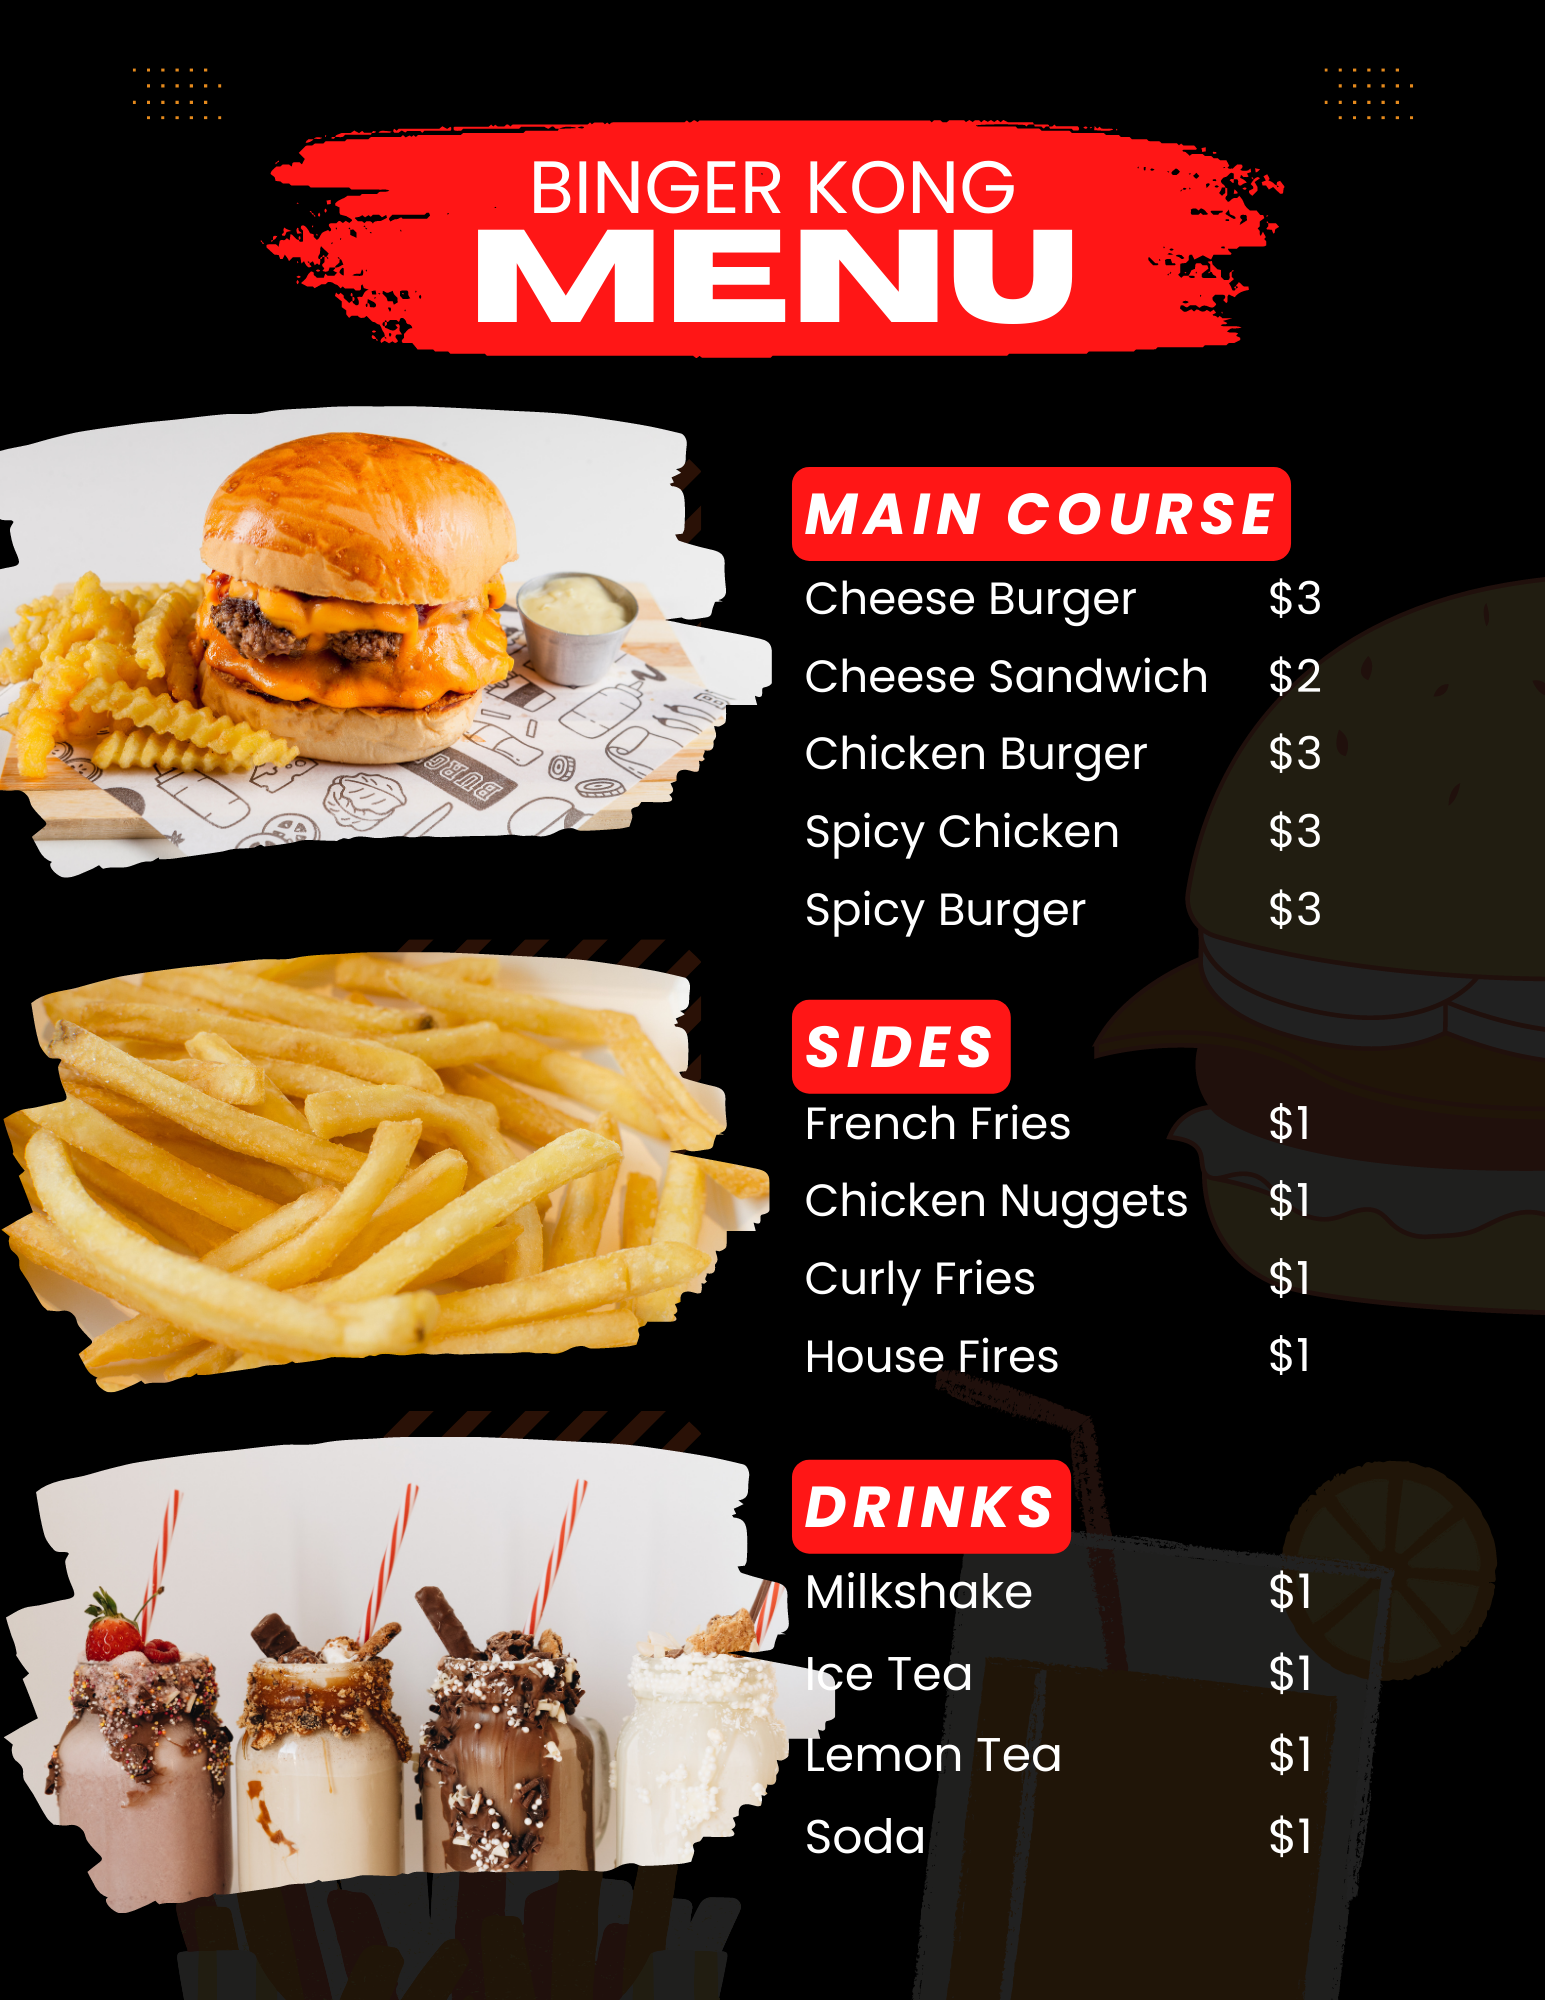 BINGER KONG
MENU
MAIN COURSE
Cheese Burger $3
Cheese Sandwich $2
Chicken Burger $3
Spicy Chicken $3
Spicy Burger $3
SIDES
French Fries $1
Chicken Nuggets $1
Curly Fries $1
House Fires $1
DRINKS
Milkshake $1
Ice Tea $1
Lemon Tea $1
Soda $1